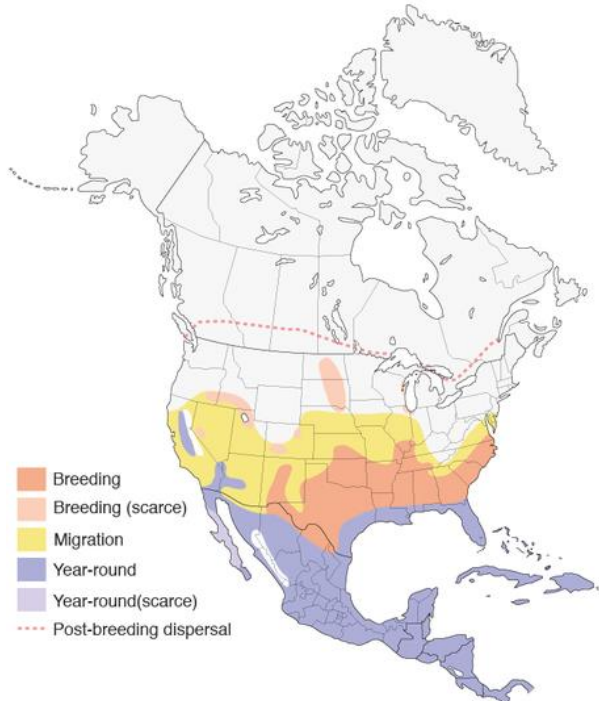 Breeding
Breeding (scarce)
Migration
Year-round
Year-round(scarce)
Post-breeding dispersal